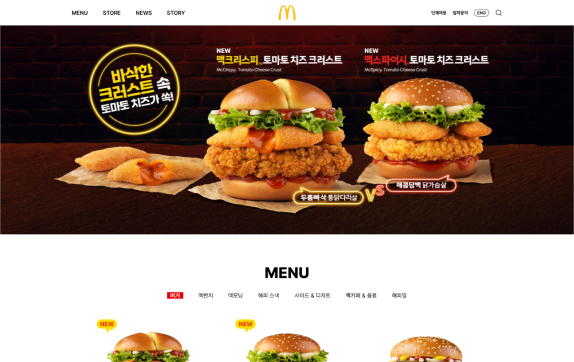 MENU STORE NEWS STORY
인재채용 임차문의 ENG
바삭한
크러스트 속
토마토 치즈가 쏙!
NEW
맥크리스피™ 토마토 치즈 크러스트
McCrispy Tomato Cheese Crust
NEW
맥스파이시® 토마토 치즈 크러스트
McSpicy Tomato Cheese Crust
두툼빠삭 통닭다리살
VS
매콤담백 닭가슴살
MENU
버거 맥런치 맥모닝 해피 스낵 사이드 & 디저트 맥카페 & 음료 해피밀
NEW
NEW